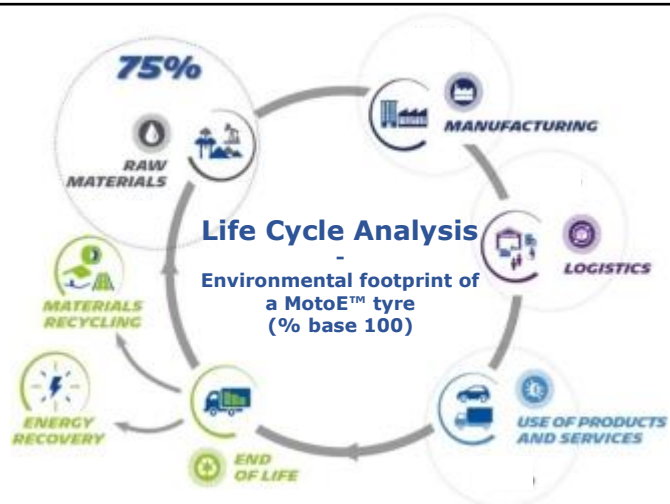 75%
RAW
MATERIALS
MANUFACTURING
LOGISTICS
Life Cycle Analysis
-
Environmental footprint of
a MotoE™ tyre
(% base 100)
MATERIALS
RECYCLING
ENERGY
RECOVERY
END
OF LIFE
USE OF PRODUCTS
AND SERVICES